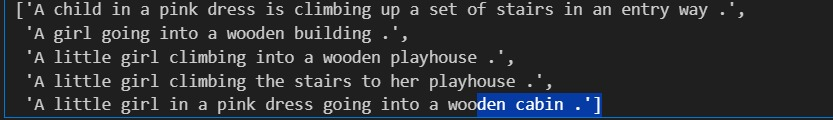 ['A child in a pink dress is climbing up a set of stairs in an entry way .',
'A girl going into a wooden building .',
'A little girl climbing into a wooden playhouse .',
'A little girl climbing the stairs to her playhouse .',
'A little girl in a pink dress going into a wooden cabin .']